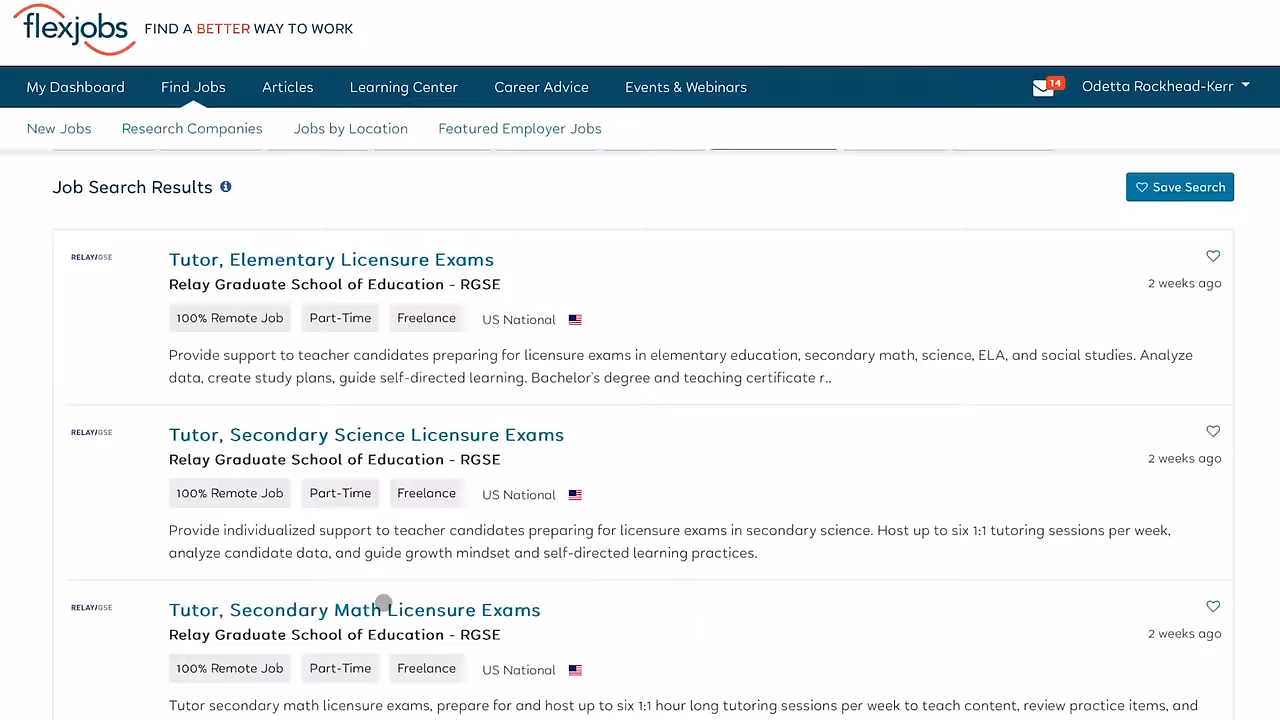 flexjobs FIND A BETTER WAY TO WORK
My Dashboard Find Jobs Articles Learning Center Career Advice Events & Webinars 14 Odetta Rockhead-Kerr
New Jobs Research Companies Jobs by Location Featured Employer Jobs
Job Search Results Save Search
RELAY/GSE Tutor, Elementary Licensure Exams
Relay Graduate School of Education - RGSE 2 weeks ago
100% Remote Job Part-Time Freelance US National
Provide support to teacher candidates preparing for licensure exams in elementary education, secondary math, science, ELA, and social studies. Analyze
data, create study plans, guide self-directed learning. Bachelor's degree and teaching certificate r..
RELAY/GSE Tutor, Secondary Science Licensure Exams
Relay Graduate School of Education - RGSE 2 weeks ago
100% Remote Job Part-Time Freelance US National
Provide individualized support to teacher candidates preparing for licensure exams in secondary science. Host up to six 1:1 tutoring sessions per week,
analyze candidate data, and guide growth mindset and self-directed learning practices.
RELAY/GSE Tutor, Secondary Math Licensure Exams
Relay Graduate School of Education - RGSE 2 weeks ago
100% Remote Job Part-Time Freelance US National
Tutor secondary math licensure exams, prepare for and host up to six 1:1 hour long tutoring sessions per week to teach content, review practice items, and